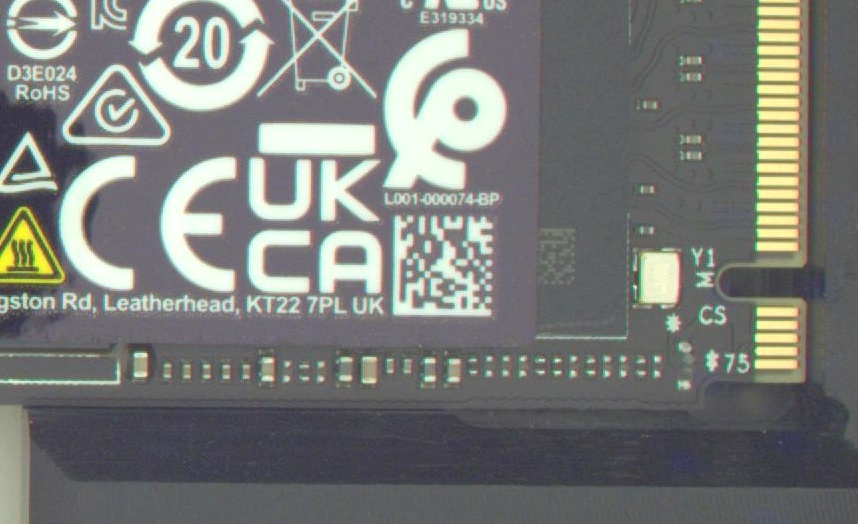 c US
E319334
20
D3E024
RoHS
CE
UK
CA
L001-000074-BP
gston Rd, Leatherhead, KT22 7PL UK
Y1
M
CS
75